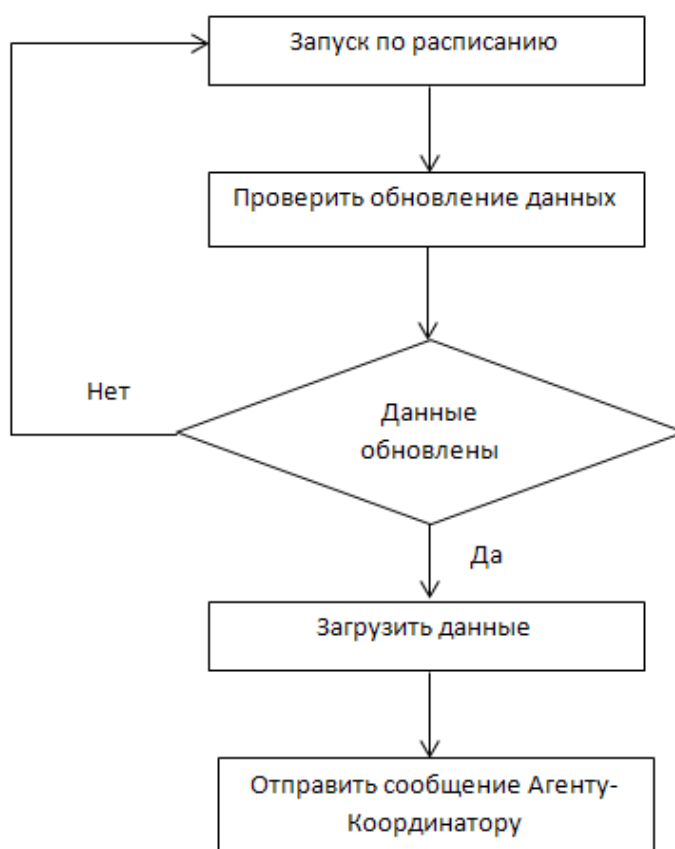 Запуск по расписанию
Проверить обновление данных
Нет
Данные
обновлены
Да
Загрузить данные
Отправить сообщение Агенту-
Координатору